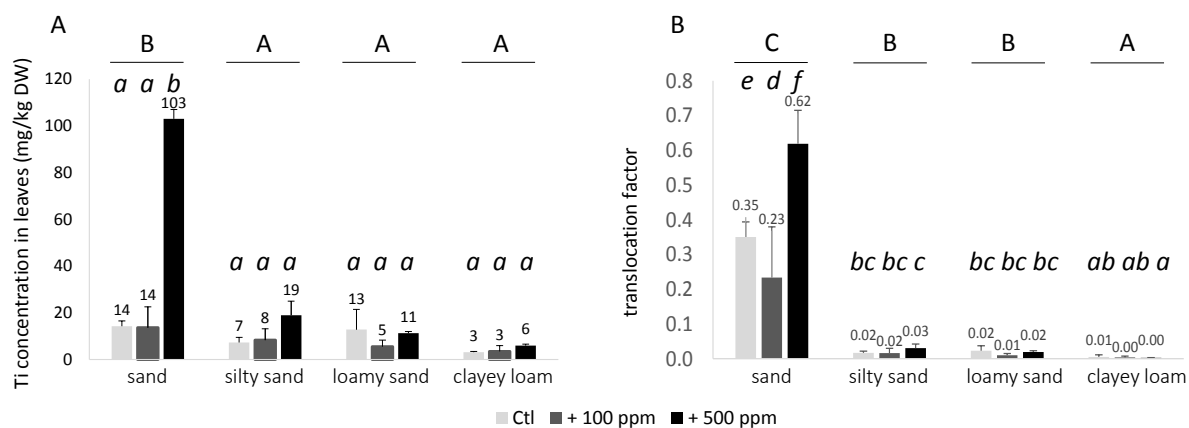 A
B A A A
Ti concentration in leaves (mg/kg DW)
120
100
80
60
40
20
0
a a b
14 14 103
a a a
7 8 19
a a a
13 5 11
a a a
3 3 6
sand silty sand loamy sand clayey loam
B
C B B A
translocation factor
0.8
0.7
0.6
0.5
0.4
0.3
0.2
0.1
0.0
e d f
0.35 0.23 0.62
bc bc c
0.02 0.02 0.03
bc bc bc
0.02 0.01 0.02
ab ab a
0.01 0.00 0.00
sand silty sand loamy sand clayey loam
Ctl + 100 ppm + 500 ppm